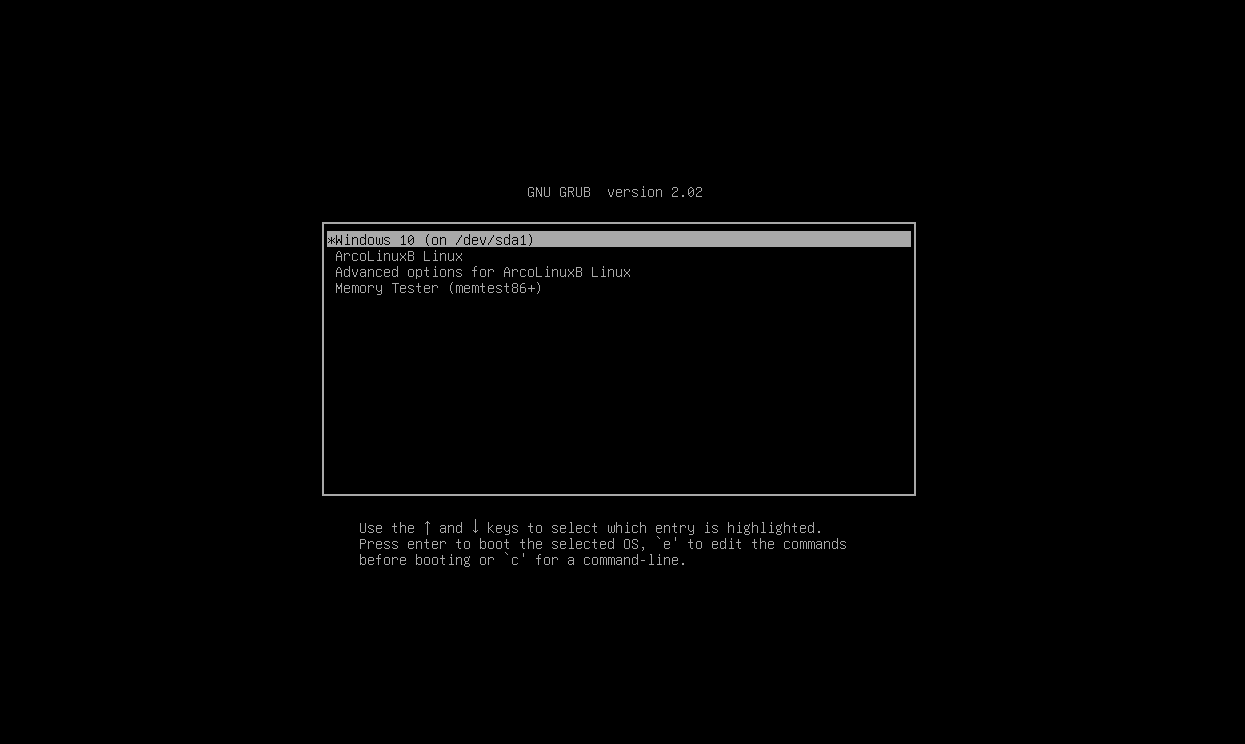 GNU GRUB  version 2.02
*Windows 10 (on /dev/sda1)
ArcoLinuxB Linux
Advanced options for ArcoLinuxB Linux
Memory Tester (memtest86+)
Use the ↑ and ↓ keys to select which entry is highlighted.
Press enter to boot the selected OS, `e' to edit the commands
before booting or `c' for a command-line.